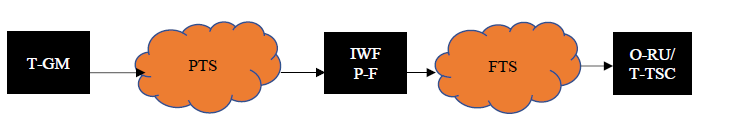 T-GM
PTS
IWF
P-F
FTS
O-RU/
T-TSC